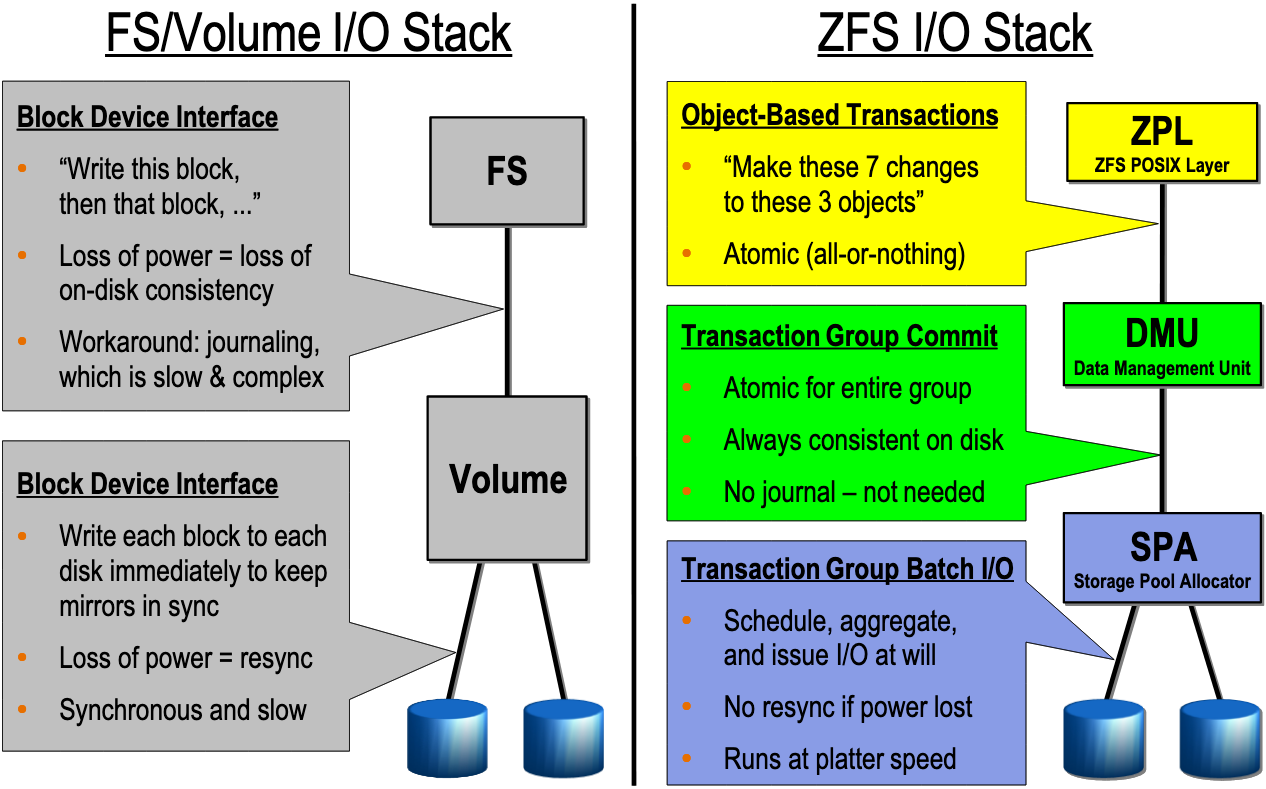 FS/Volume I/O Stack
Block Device Interface
• “Write this block,
then that block, ...”
• Loss of power = loss of
on-disk consistency
• Workaround: journaling,
which is slow & complex
FS
Block Device Interface
• Write each block to each
disk immediately to keep
mirrors in sync
• Loss of power = resync
• Synchronous and slow
Volume
ZFS I/O Stack
Object-Based Transactions
• “Make these 7 changes
to these 3 objects”
• Atomic (all-or-nothing)
ZPL
ZFS POSIX Layer
Transaction Group Commit
• Atomic for entire group
• Always consistent on disk
• No journal – not needed
DMU
Data Management Unit
Transaction Group Batch I/O
• Schedule, aggregate,
and issue I/O at will
• No resync if power lost
• Runs at platter speed
SPA
Storage Pool Allocator